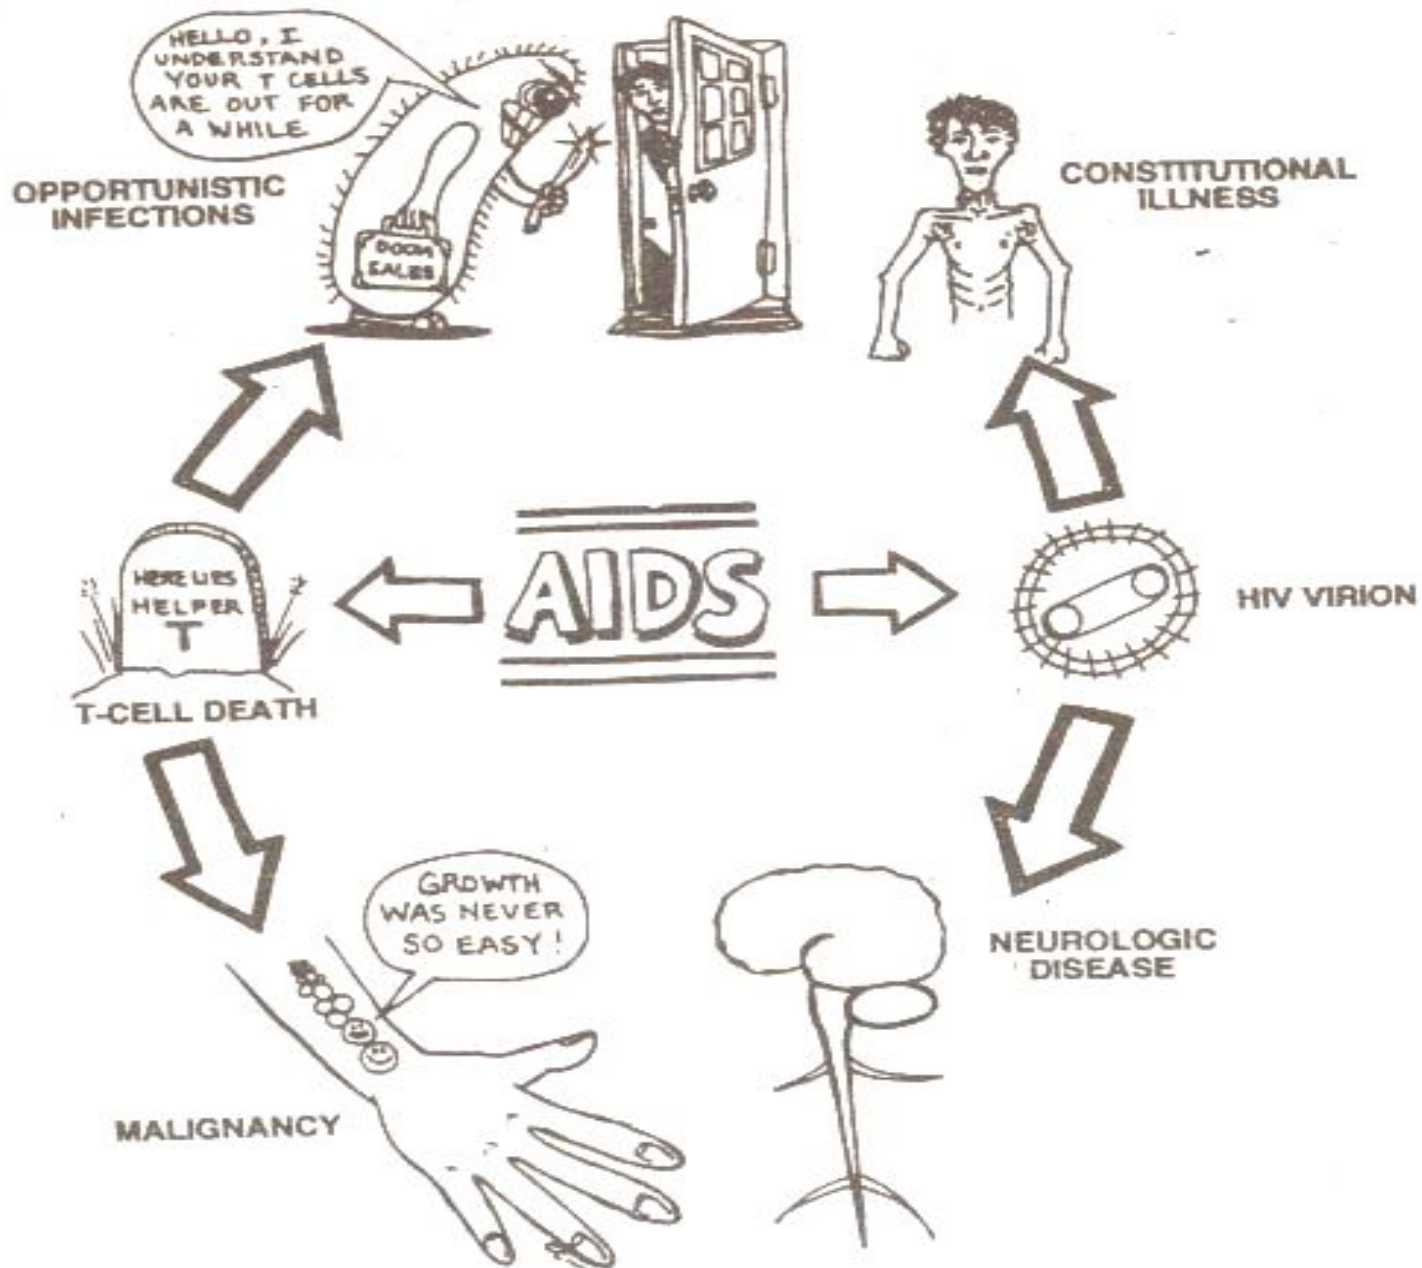 HELLO, I
UNDERSTAND
YOUR T CELLS
ARE OUT FOR
A WHILE
OPPORTUNISTIC
INFECTIONS
DOOM
SALES
CONSTITUTIONAL
ILLNESS
HERE LIES
HELPER
T
T-CELL DEATH
AIDS
HIV VIRION
GROWTH
WAS NEVER
SO EASY!
MALIGNANCY
NEUROLOGIC
DISEASE